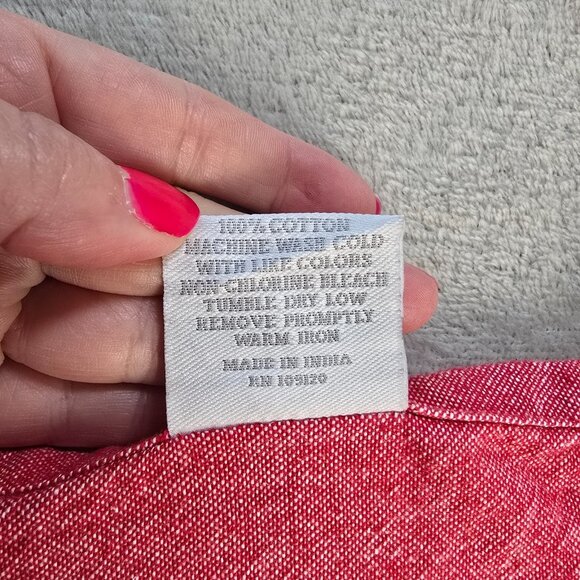 100% COTTON
MACHINE WASH COLD
WITH LIKE COLORS
NON-CHLORINE BLEACH
TUMBLE DRY LOW
REMOVE PROMPTLY
WARM IRON
MADE IN INDIA
RN 109120